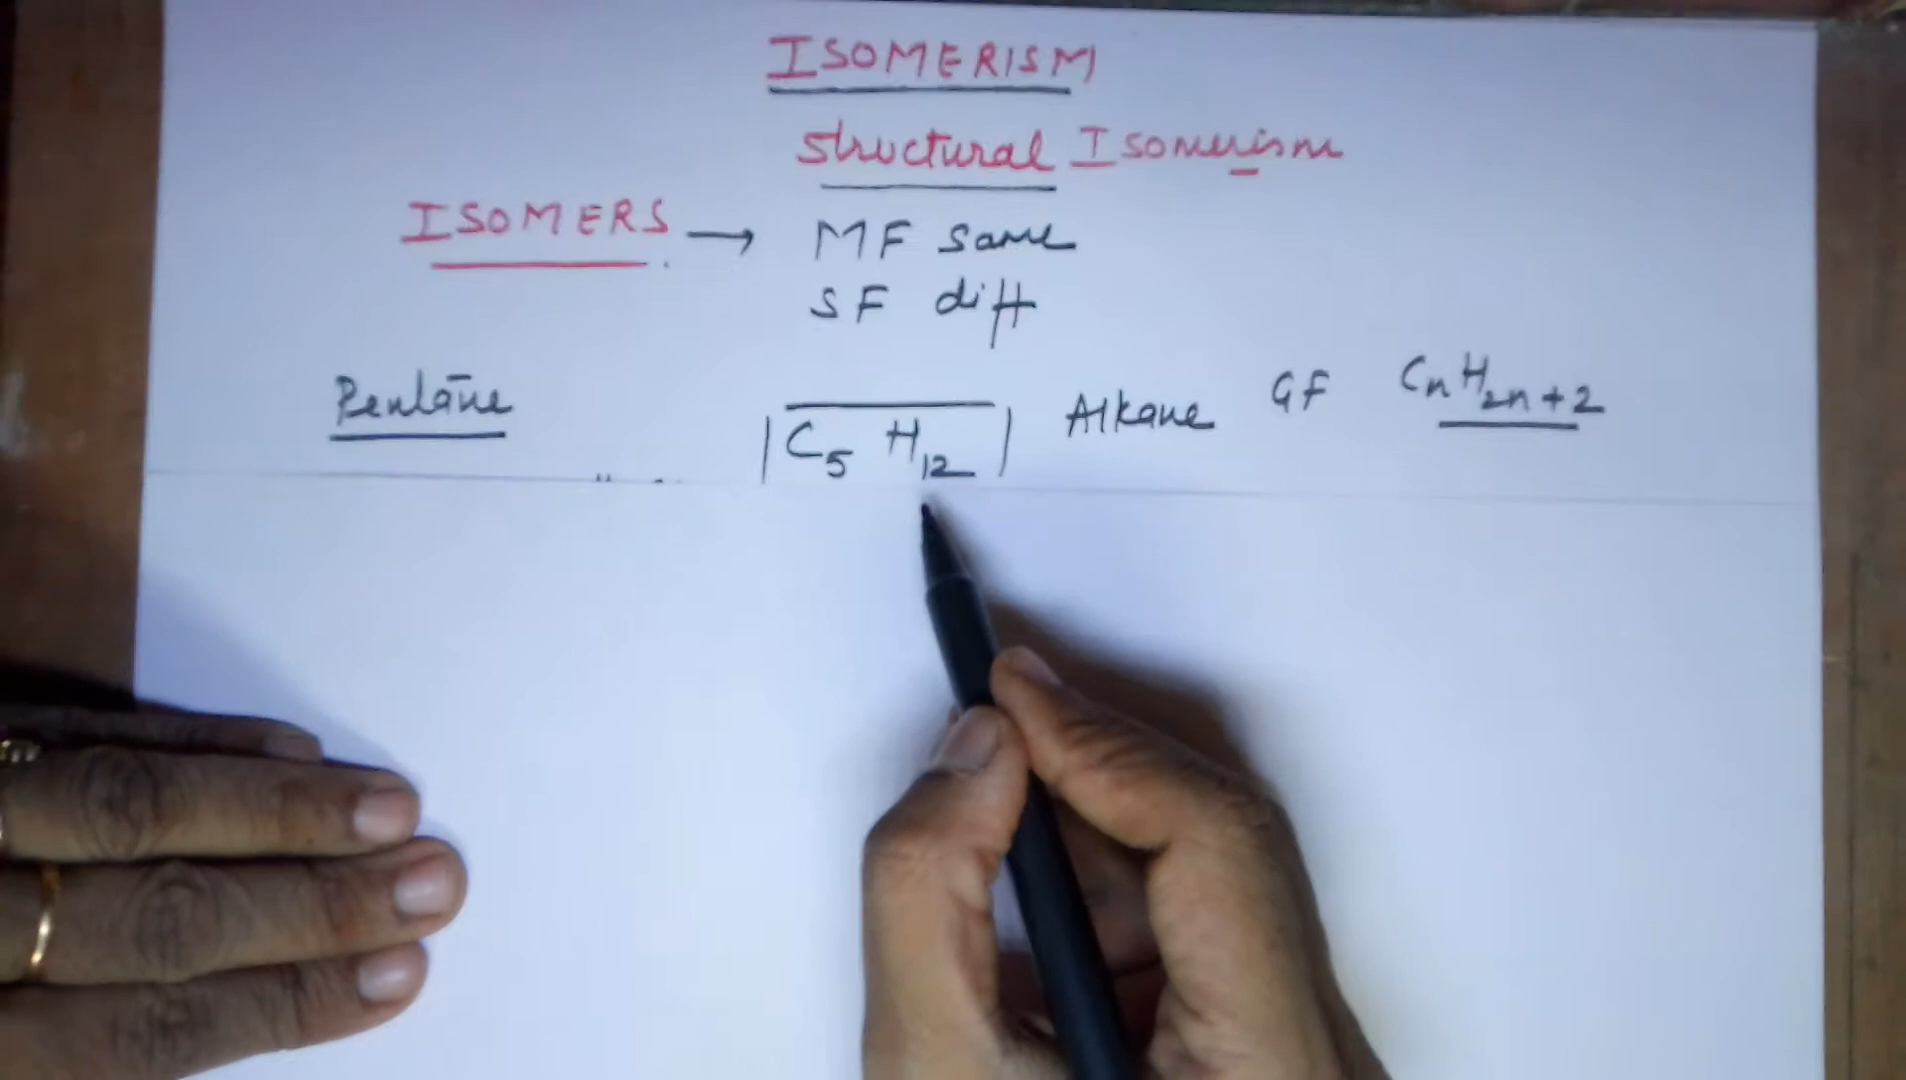 ISOMERISM
Structural Isomerism
ISOMERS → MF same
SF diff
Pentane C5 H12 Alkane GF CnH2n+2